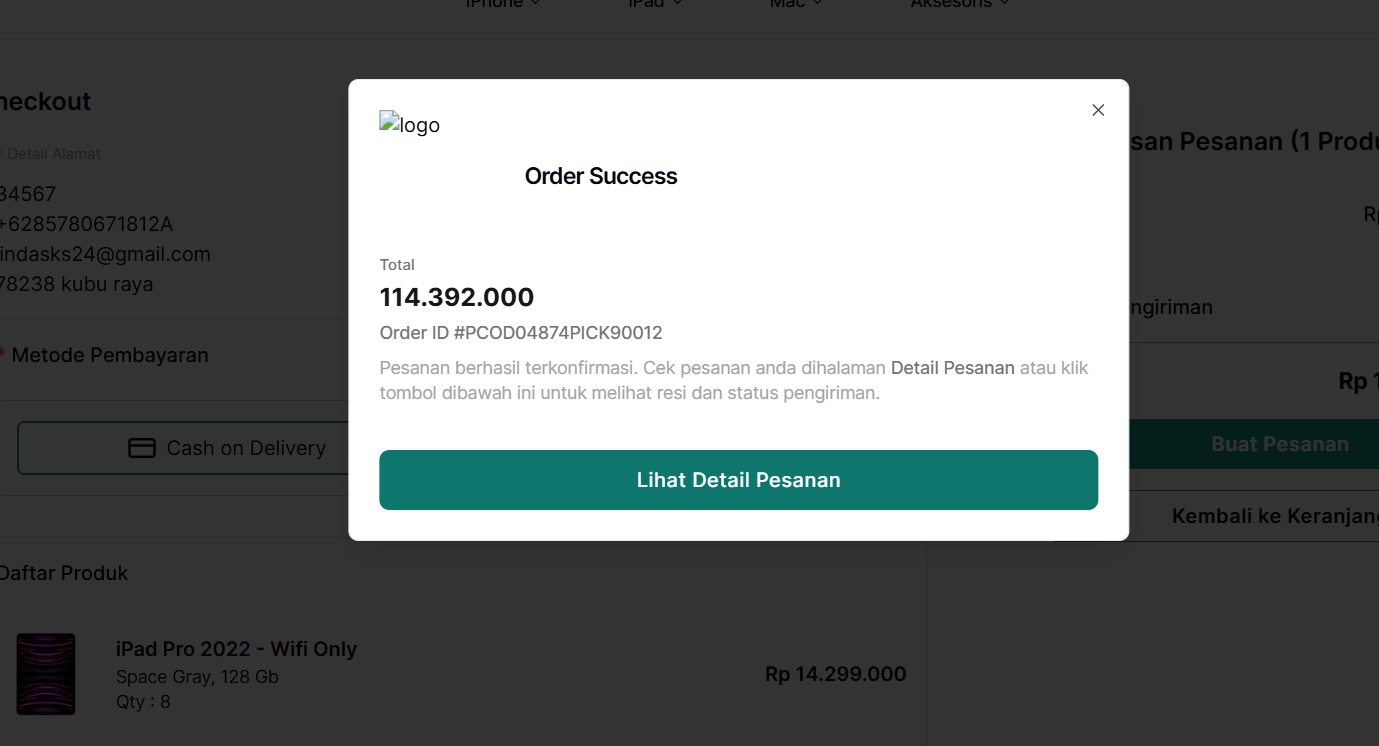 iPhone
iPad
Mac
Aksesoris
heckout
* Detail Alamat
34567
+6285780671812A
indasks24@gmail.com
78238 kubu raya
* Metode Pembayaran
Cash on Delivery
Daftar Produk
iPad Pro 2022 - Wifi Only
Space Gray, 128 Gb
Qty : 8
Rp 14.299.000
logo
Order Success
Total
114.392.000
Order ID #PCOD04874PICK90012
Pesanan berhasil terkonfirmasi. Cek pesanan anda dihalaman Detail Pesanan atau klik
tombol dibawah ini untuk melihat resi dan status pengiriman.
Lihat Detail Pesanan
san Pesanan (1 Produ
Rp
ngiriman
Rp 1
Buat Pesanan
Kembali ke Keranjang